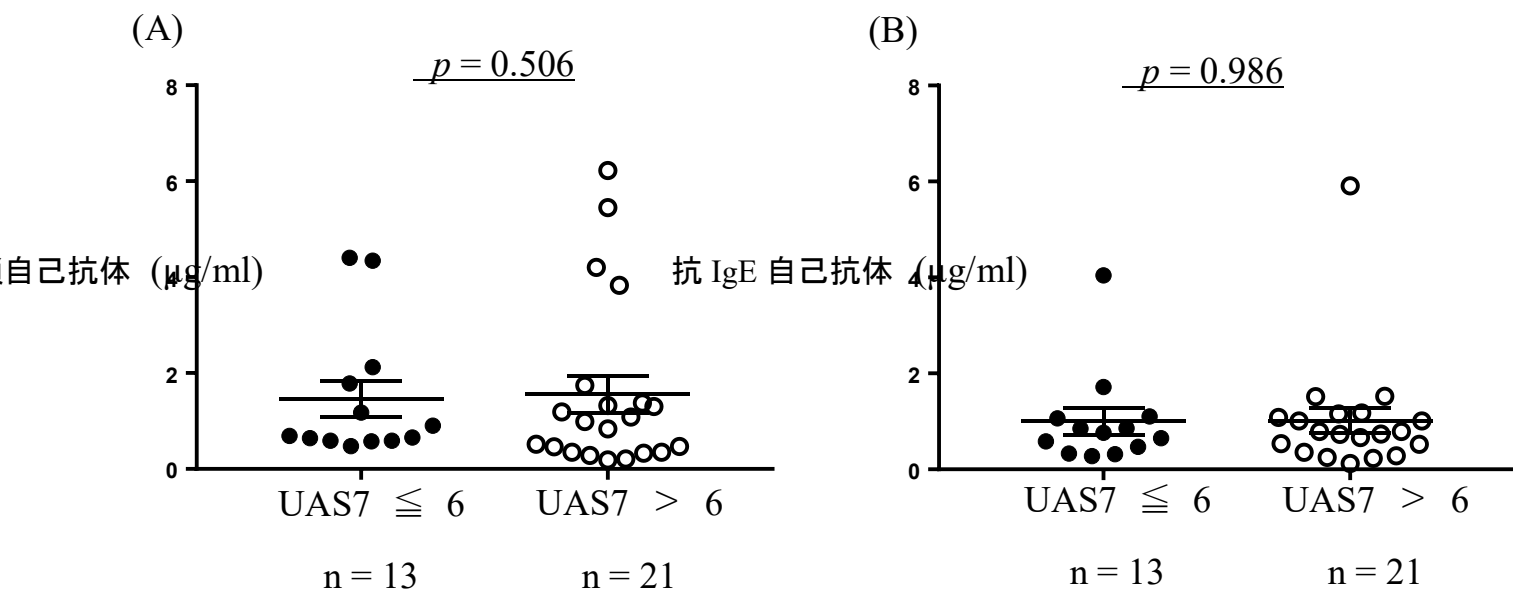 (A)
p = 0.506
8
6
4
2
0
自己抗体 (μg/ml)
UAS7 ≦ 6
UAS7 > 6
n = 13
n = 21
(B)
p = 0.986
8
6
4
2
0
抗 IgE 自己抗体 (μg/ml)
UAS7 ≦ 6
UAS7 > 6
n = 13
n = 21